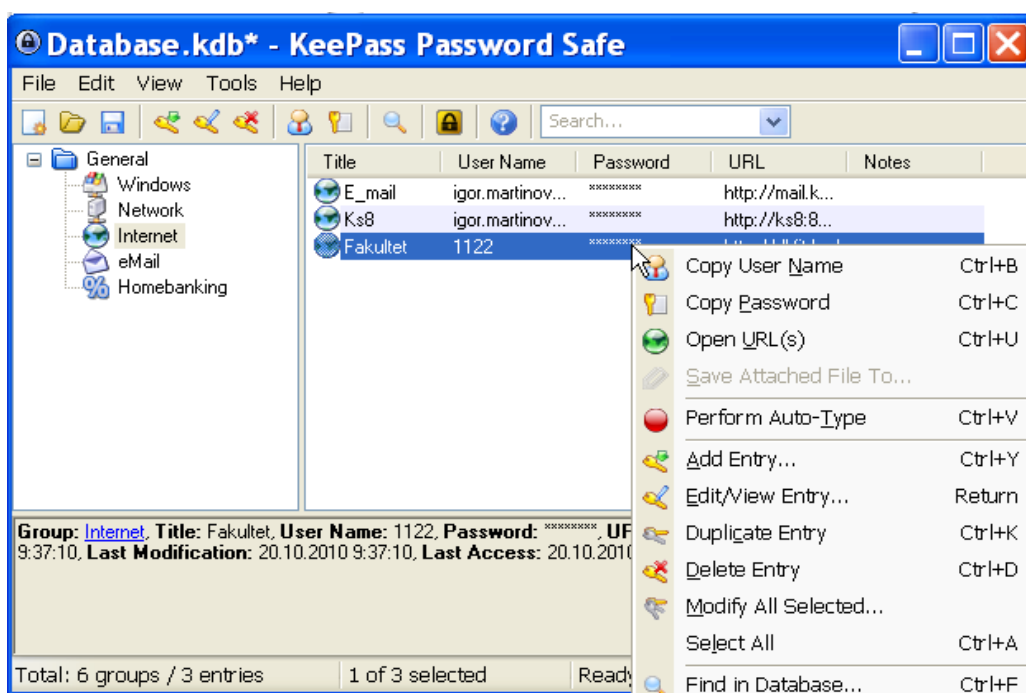 Database.kdb* - KeePass Password Safe
File Edit View Tools Help
Search...
General
Windows
Network
Internet
eMail
Homebanking
Title User Name Password URL Notes
E_mail igor.martinov... ******** http://mail.k...
Ks8 igor.martinov... ******** http://ks8:8...
Fakultet 1122 ********
Copy User Name Ctrl+B
Copy Password Ctrl+C
Open URL(s) Ctrl+U
Save Attached File To...
Perform Auto-Type Ctrl+V
Add Entry... Ctrl+Y
Edit/View Entry... Return
Duplicate Entry Ctrl+K
Delete Entry Ctrl+D
Modify All Selected...
Select All Ctrl+A
Find in Database... Ctrl+F
Group: Internet, Title: Fakultet, User Name: 1122, Password: ********,
9:37:10, Last Modification: 20.10.2010 9:37:10, Last Access: 20.10.2010
Total: 6 groups / 3 entries 1 of 3 selected Ready